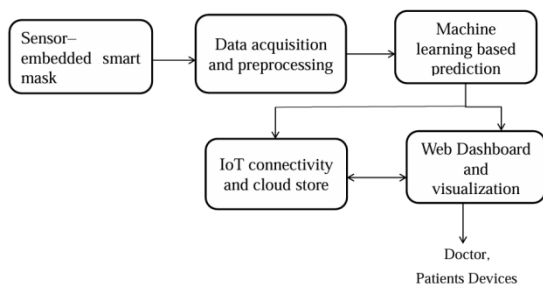 Sensor–
embedded smart
mask
Data acquisition
and preprocessing
Machine
learning based
prediction
IoT connectivity
and cloud store
Web Dashboard
and
visualization
Doctor,
Patients Devices